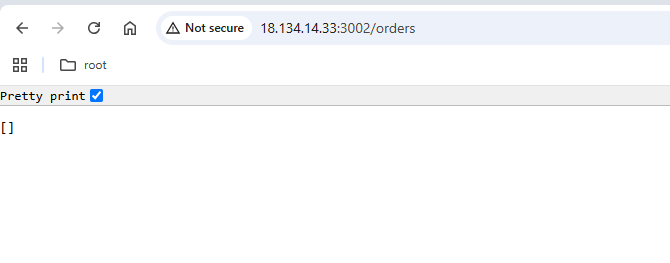 Not secure 18.134.14.33:3002/orders
root
Pretty print
[]